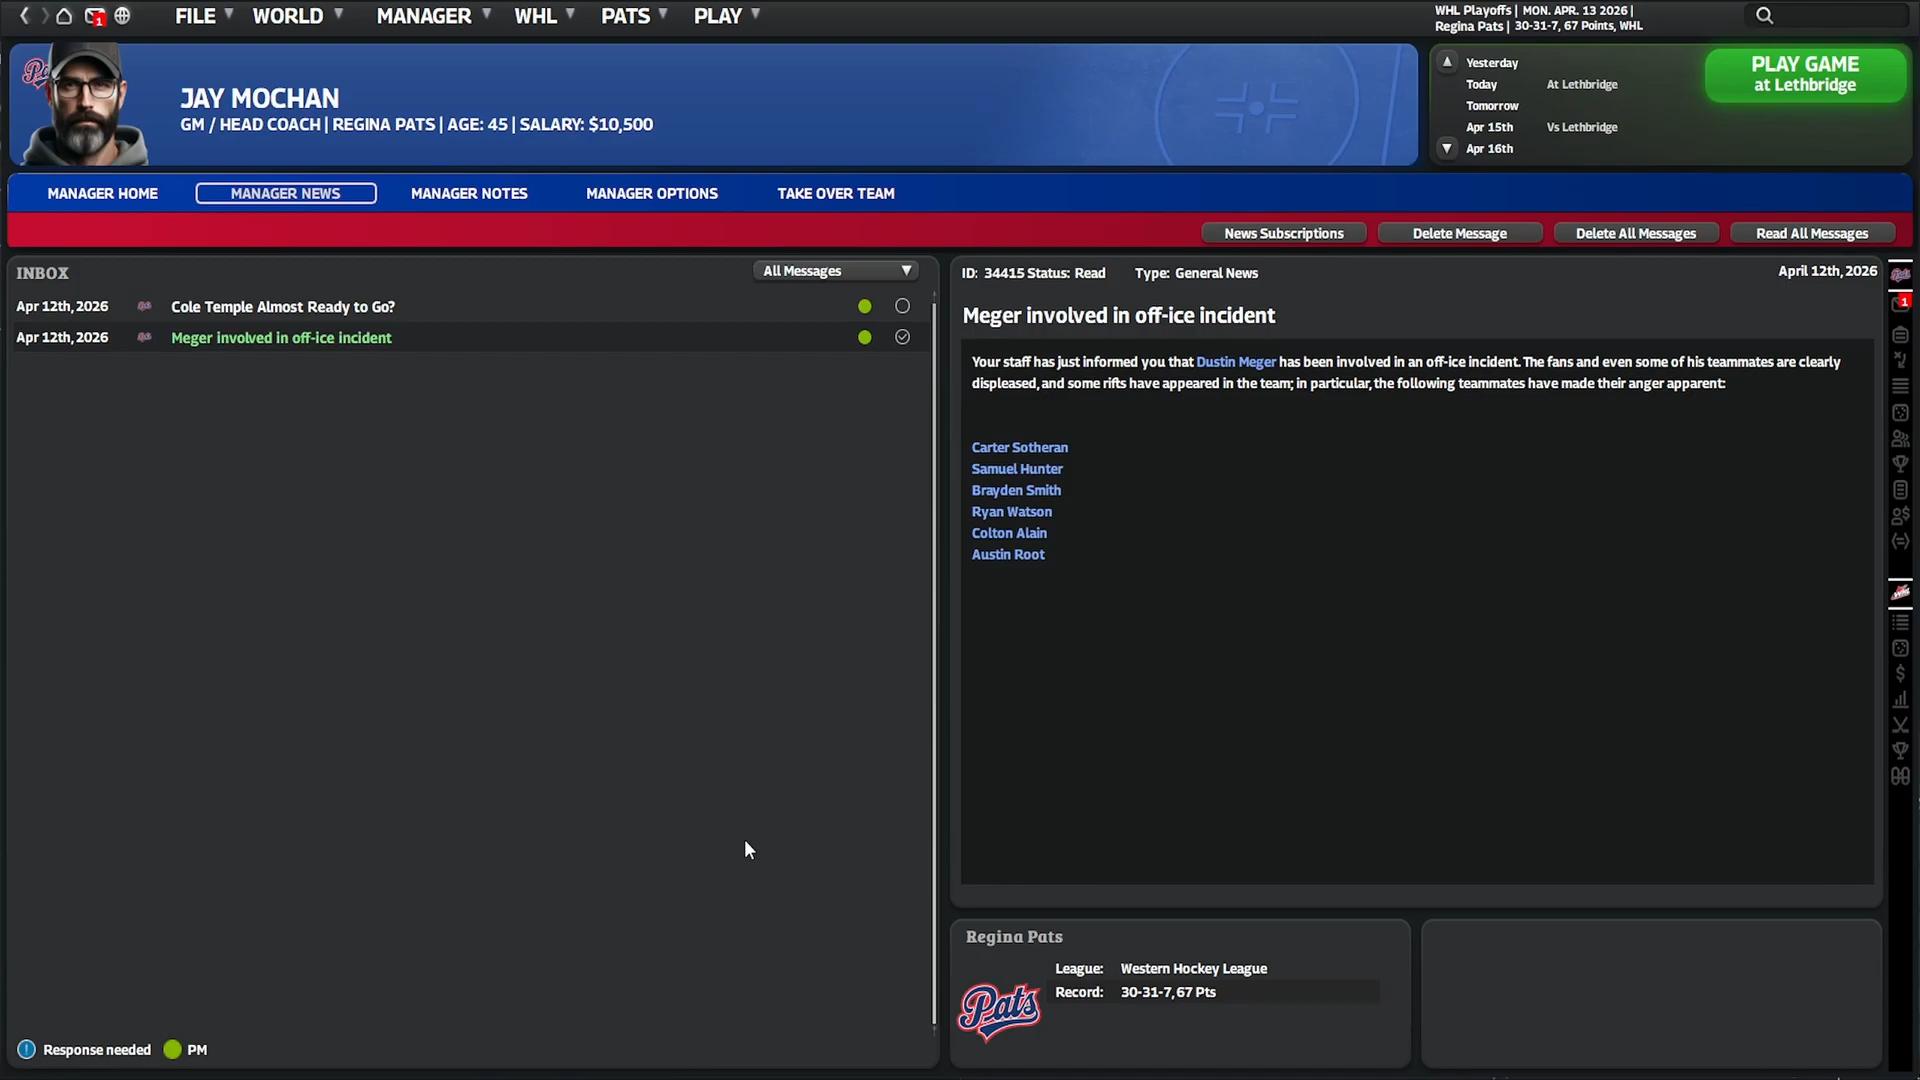 1
FILE
WORLD
MANAGER
WHL
PATS
PLAY
WHL Playoffs | MON. APR. 13 2026 |
Regina Pats | 30-31-7, 67 Points, WHL
JAY MOCHAN
GM / HEAD COACH | REGINA PATS | AGE: 45 | SALARY: $10,500
Yesterday
Today At Lethbridge
Tomorrow
Apr 15th Vs Lethbridge
Apr 16th
PLAY GAME
at Lethbridge
MANAGER HOME
MANAGER NEWS
MANAGER NOTES
MANAGER OPTIONS
TAKE OVER TEAM
News Subscriptions
Delete Message
Delete All Messages
Read All Messages
INBOX
All Messages
Apr 12th, 2026 Cole Temple Almost Ready to Go?
Apr 12th, 2026 Meger involved in off-ice incident
Response needed
PM
ID: 34415 Status: Read Type: General News
April 12th, 2026
Meger involved in off-ice incident
Your staff has just informed you that Dustin Meger has been involved in an off-ice incident. The fans and even some of his teammates are clearly
displeased, and some rifts have appeared in the team; in particular, the following teammates have made their anger apparent:
Carter Sotheran
Samuel Hunter
Brayden Smith
Ryan Watson
Colton Alain
Austin Root
Regina Pats
Pats
League: Western Hockey League
Record: 30-31-7, 67 Pts
1